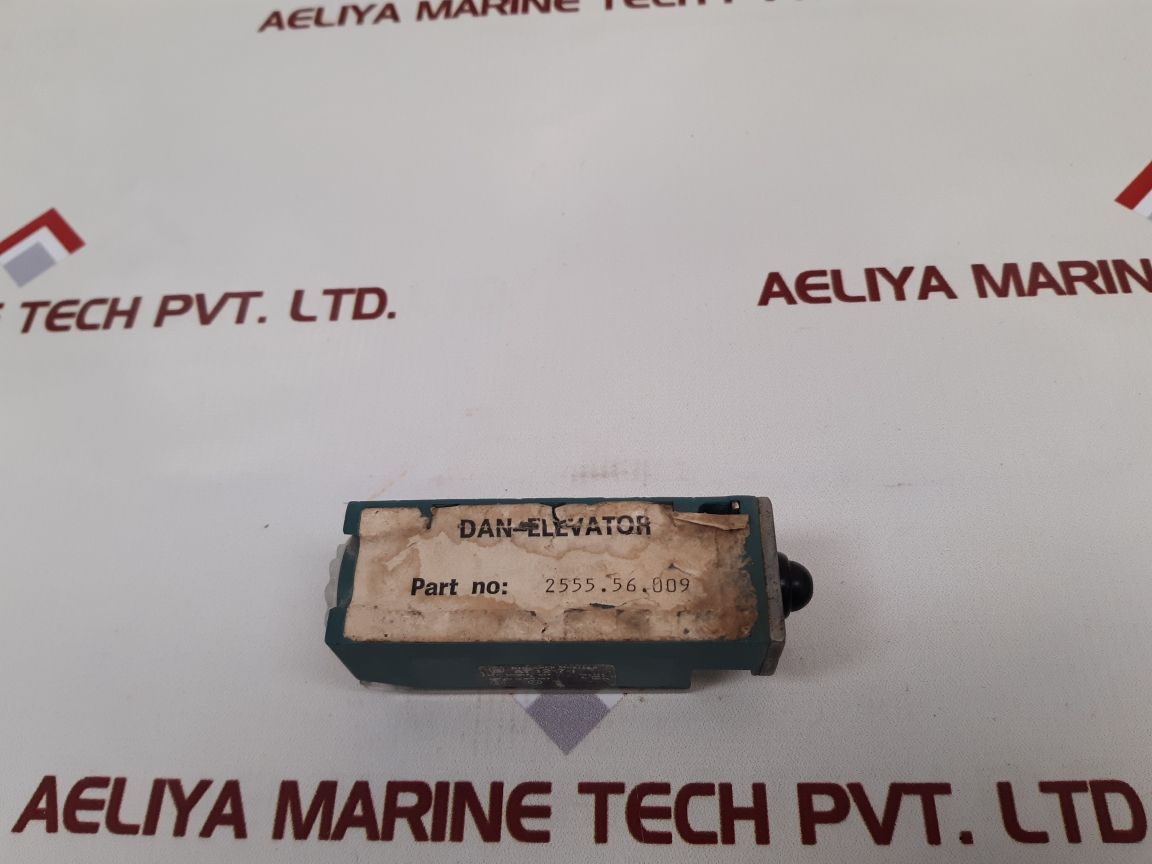 AELIYA MARINE TECH P
TECH PVT. LTD.
AELIYA MARIN
DAN-ELEVATOR
Part no: 2555.56.009
AELIYA MARINE TECH PVT. LTD